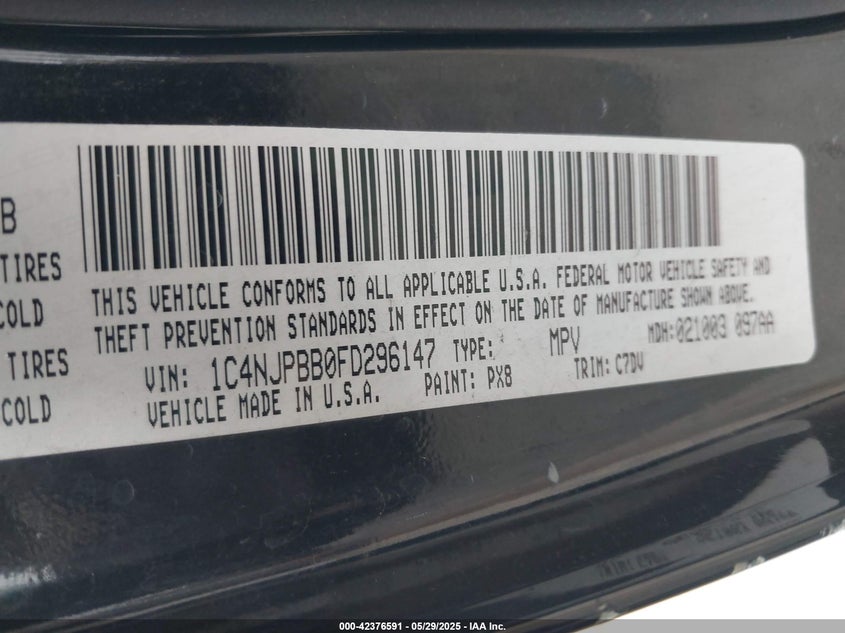 B
TIRES
COLD
TIRES
COLD
THIS VEHICLE CONFORMS TO ALL APPLICABLE U.S.A. FEDERAL MOTOR VEHICLE SAFETY AND
THEFT PREVENTION STANDARDS IN EFFECT ON THE DATE OF MANUFACTURE SHOWN ABOVE.
VIN: 1C4NJPBB0FD296147 TYPE: MPV MDH:021003 097AA
VEHICLE MADE IN U.S.A. PAINT: PX8 TRIM: C7DV
000-42376591 — 05/29/2025 — IAA Inc.